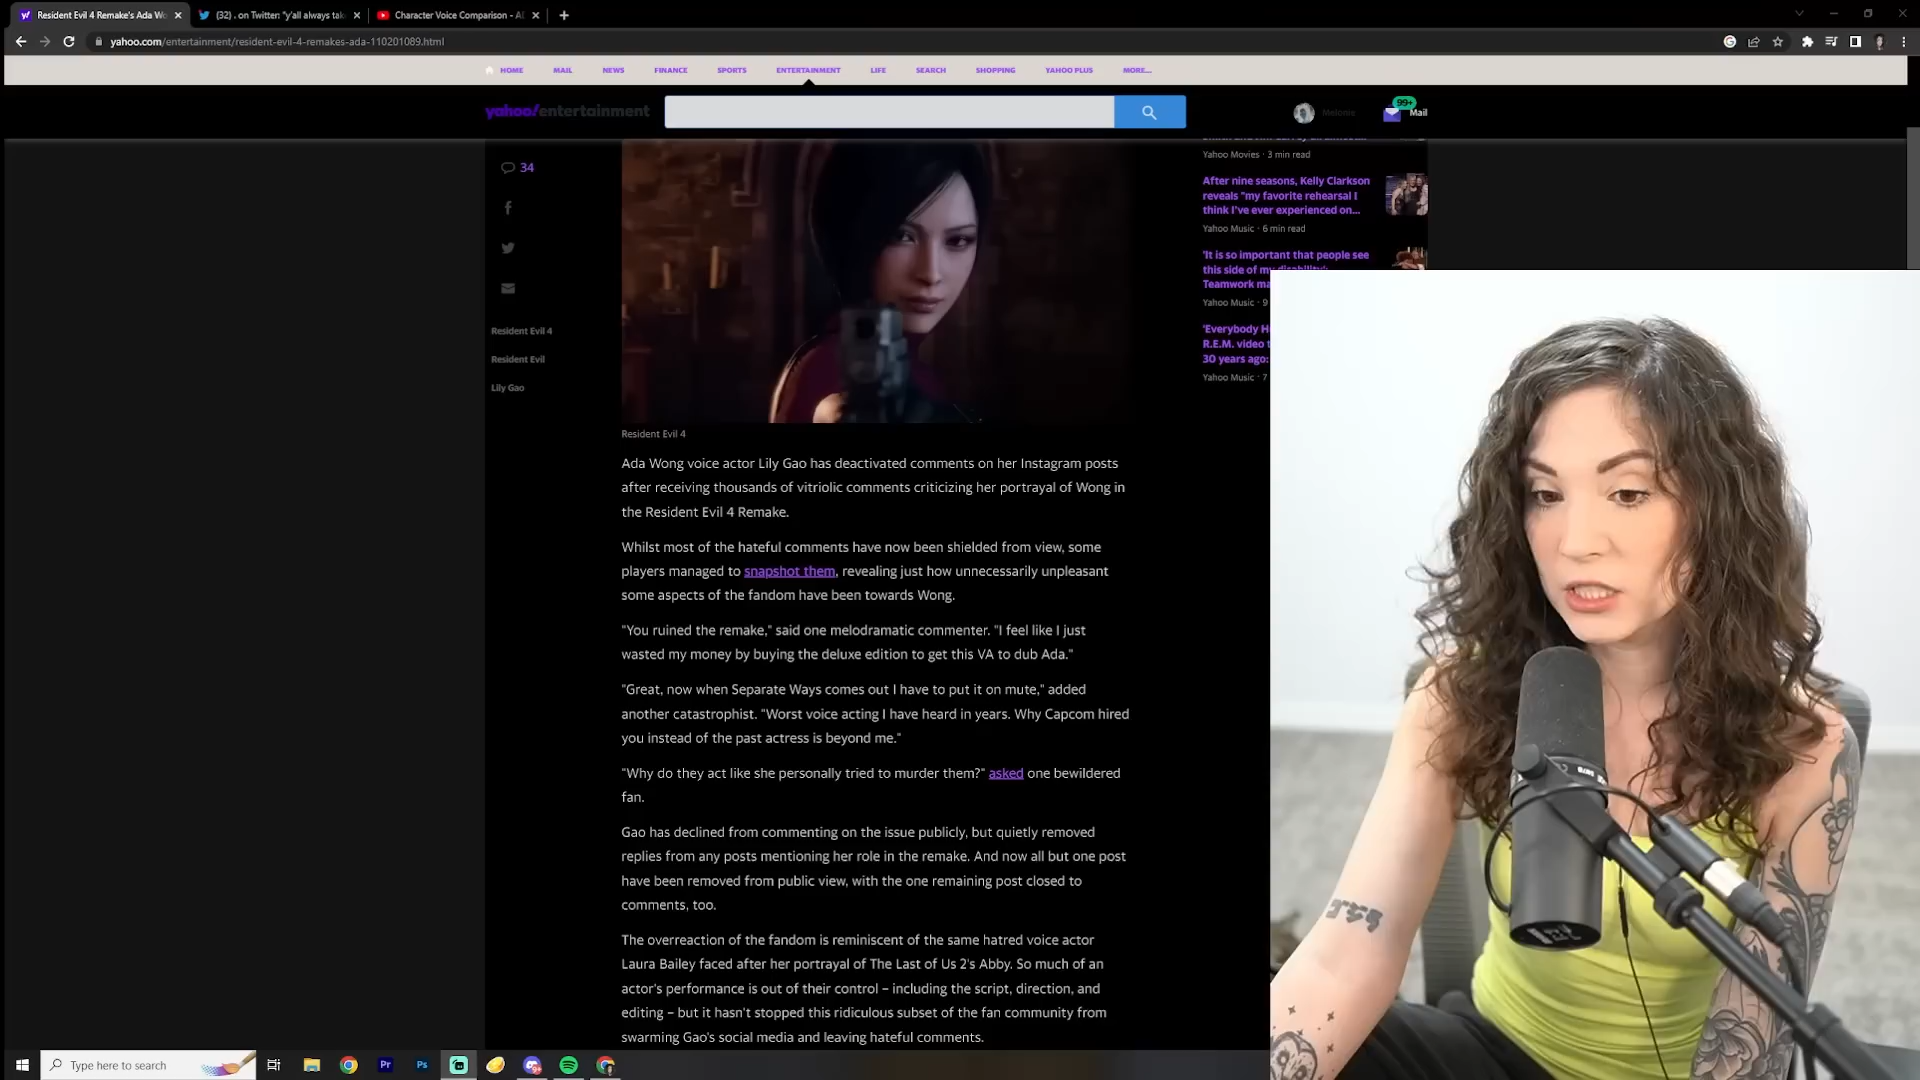 Resident Evil 4 Remake's Ada Wo
(32) . on Twitter: "y'all always tak
Character Voice Comparison - A
yahoo.com/entertainment/resident-evil-4-remakes-ada-110201089.html
HOME MAIL NEWS FINANCE SPORTS ENTERTAINMENT LIFE SEARCH SHOPPING YAHOO PLUS MORE...
yahoo!entertainment
Melanie
99+
Mail
34
Yahoo Movies · 3 min read
After nine seasons, Kelly Clarkson
reveals "my favorite rehearsal I
think I've ever experienced on...
Yahoo Music · 6 min read
'It is so important that people see
this side of my disability':
Teamwork ma
Yahoo Music · 9
'Everybody H
R.E.M. video t
30 years ago:
Yahoo Music · 7
Resident Evil 4
Resident Evil
Lily Gao
Resident Evil 4
Ada Wong voice actor Lily Gao has deactivated comments on her Instagram posts
after receiving thousands of vitriolic comments criticizing her portrayal of Wong in
the Resident Evil 4 Remake.
Whilst most of the hateful comments have now been shielded from view, some
players managed to snapshot them, revealing just how unnecessarily unpleasant
some aspects of the fandom have been towards Wong.
"You ruined the remake," said one melodramatic commenter. "I feel like I just
wasted my money by buying the deluxe edition to get this VA to dub Ada."
"Great, now when Separate Ways comes out I have to put it on mute," added
another catastrophist. "Worst voice acting I have heard in years. Why Capcom hired
you instead of the past actress is beyond me."
"Why do they act like she personally tried to murder them?" asked one bewildered
fan.
Gao has declined from commenting on the issue publicly, but quietly removed
replies from any posts mentioning her role in the remake. And now all but one post
have been removed from public view, with the one remaining post closed to
comments, too.
The overreaction of the fandom is reminiscent of the same hatred voice actor
Laura Bailey faced after her portrayal of The Last of Us 2's Abby. So much of an
actor's performance is out of their control – including the script, direction, and
editing – but it hasn't stopped this ridiculous subset of the fan community from
swarming Gao's social media and leaving hateful comments.
Type here to search
Pr
Ps